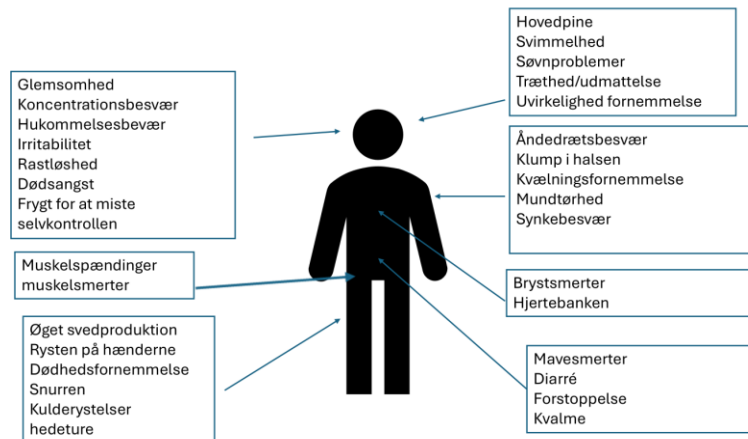 Hovedpine
Svimmelhed
Søvnproblemer
Træthed/udmattelse
Uvirkelighed fornemmelse
Glemsomhed
Koncentrationsbesvær
Hukommelsesbevær
Irritabilitet
Rastløshed
Dødsangst
Frygt for at miste
selvkontrollen
Åndedrætsbesvær
Klump i halsen
Kvælningsfornemmelse
Mundtørhed
Synkebesvær
Muskelspændinger
muskelsmerter
Brystsmerter
Hjertebanken
Øget svedproduktion
Rysten på hænderne
Dødhedsfornemmelse
Snurren
Kulderystelser
hedeture
Mavesmerter
Diarré
Forstoppelse
Kvalme